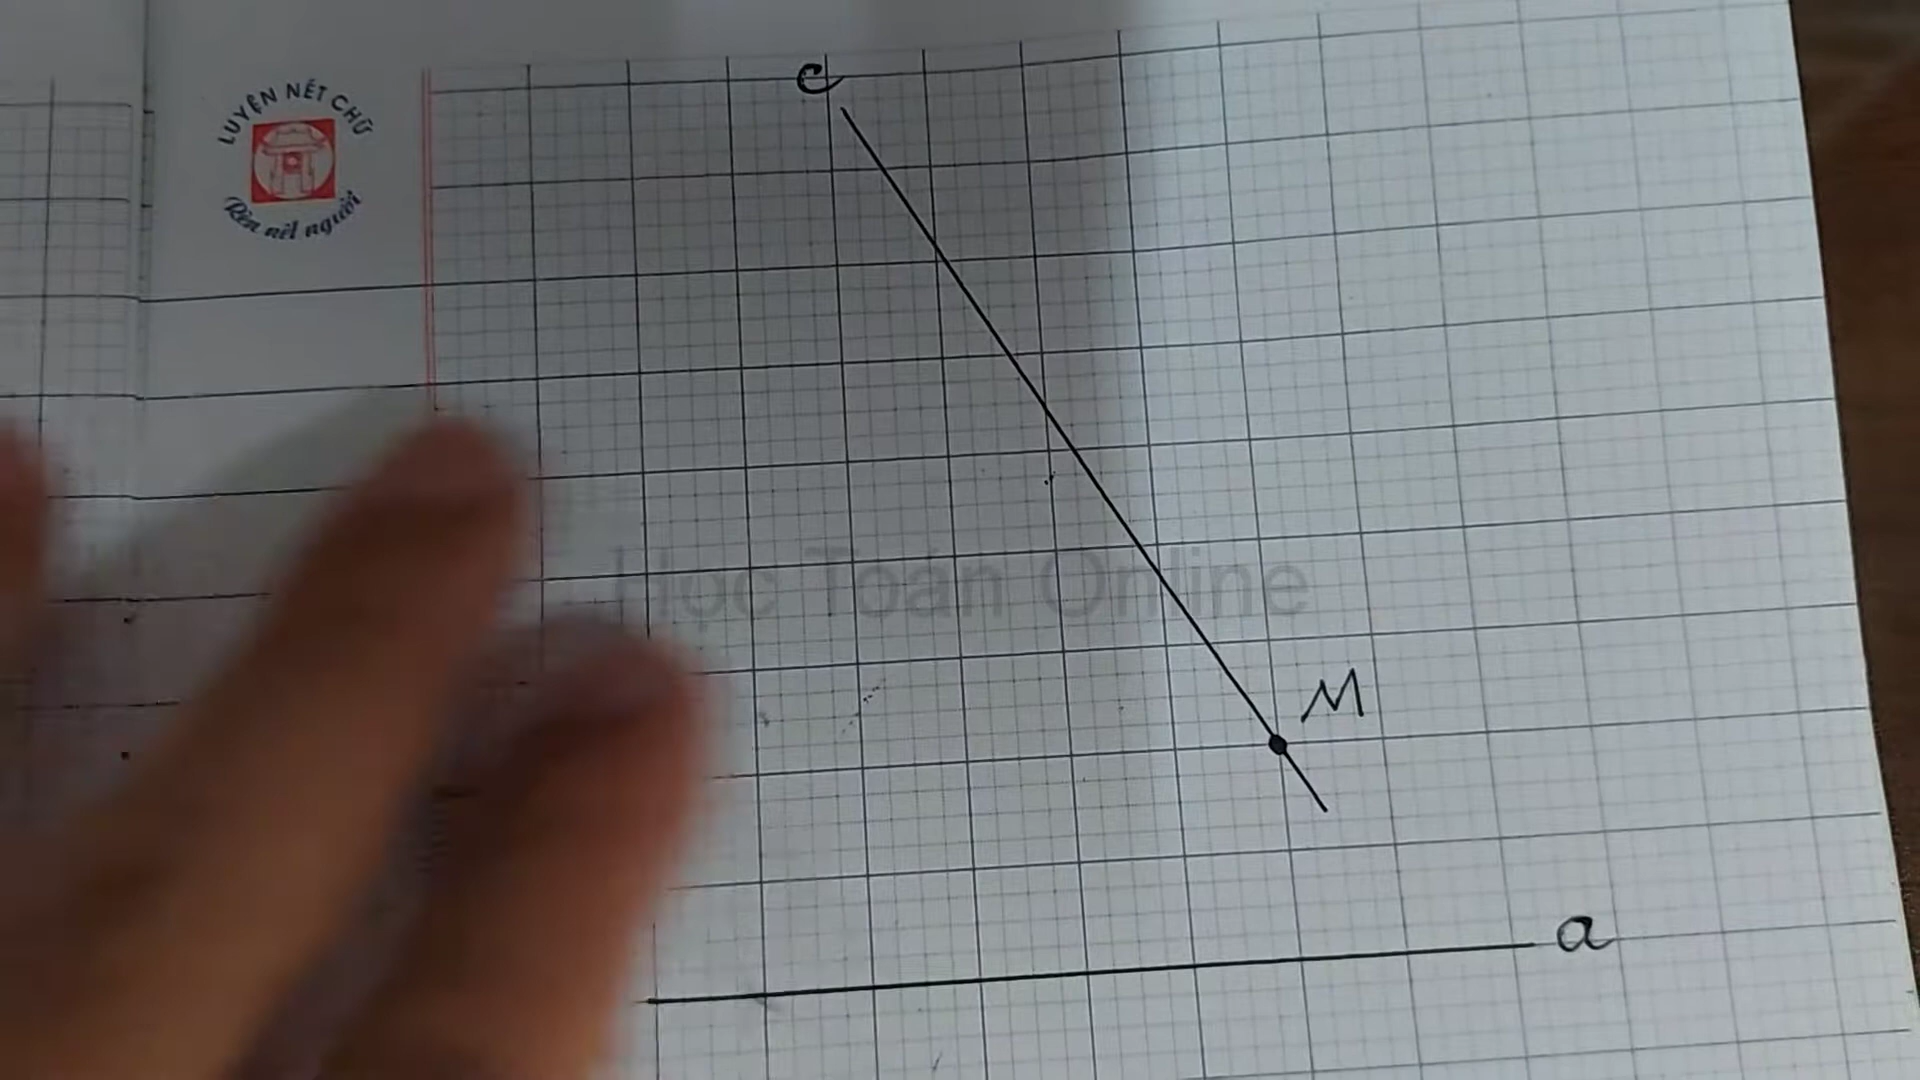 LUYỆN NÉT CHỮ
Rèn nết người
c
Học Toán Online
M
a